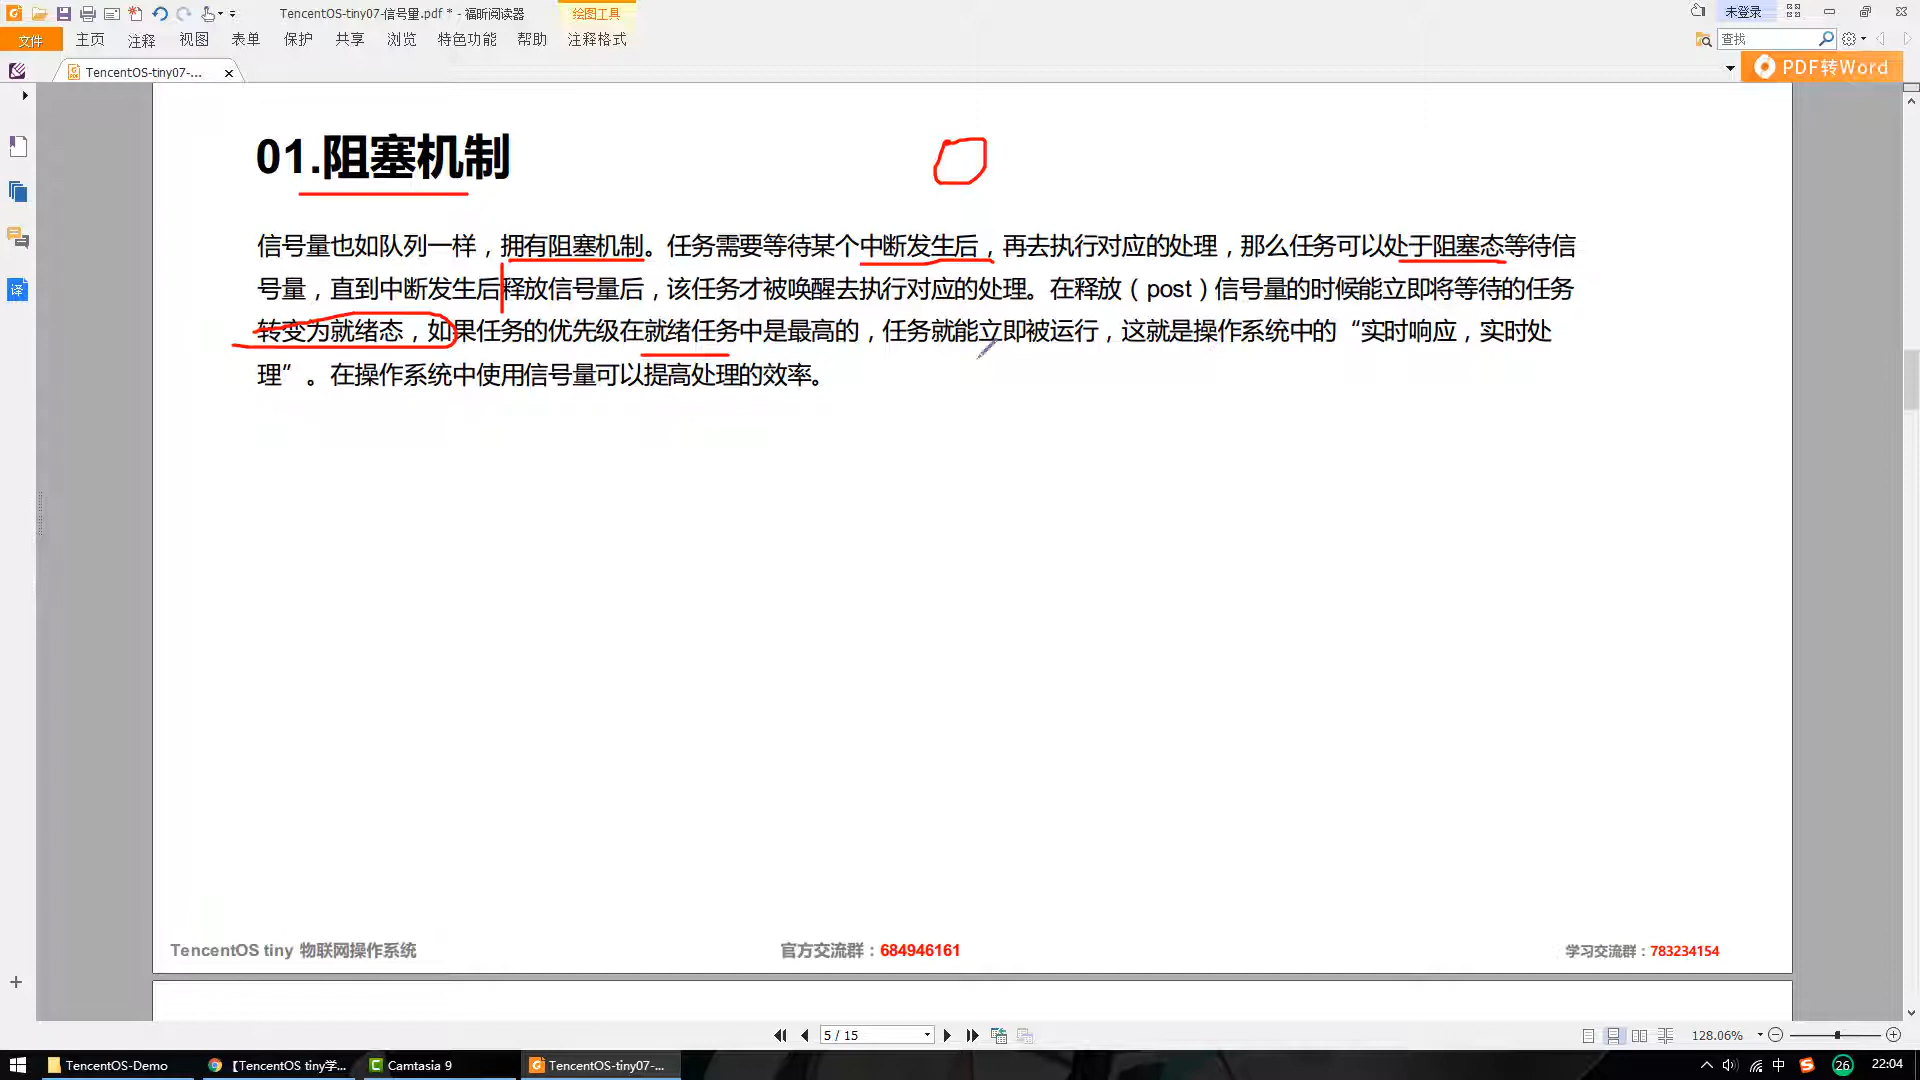 TencentOS-tiny07-信号量.pdf * - 福昕阅读器
绘图工具
未登录
文件
主页
注释
视图
表单
保护
共享
浏览
特色功能
帮助
注释格式
查找
TencentOS-tiny07-...
PDF转Word
01.阻塞机制
信号量也如队列一样，拥有阻塞机制。任务需要等待某个中断发生后，再去执行对应的处理，那么任务可以处于阻塞态等待信
号量，直到中断发生后释放信号量后，该任务才被唤醒去执行对应的处理。在释放（post）信号量的时候能立即将等待的任务
转变为就绪态，如果任务的优先级在就绪任务中是最高的，任务就能立即被运行，这就是操作系统中的“实时响应，实时处
理”。在操作系统中使用信号量可以提高处理的效率。
译
TencentOS tiny 物联网操作系统
官方交流群：684946161
学习交流群：783234154
5 / 15
128.06%
TencentOS-Demo
【TencentOS tiny学...
Camtasia 9
TencentOS-tiny07-...
中
26
22:04